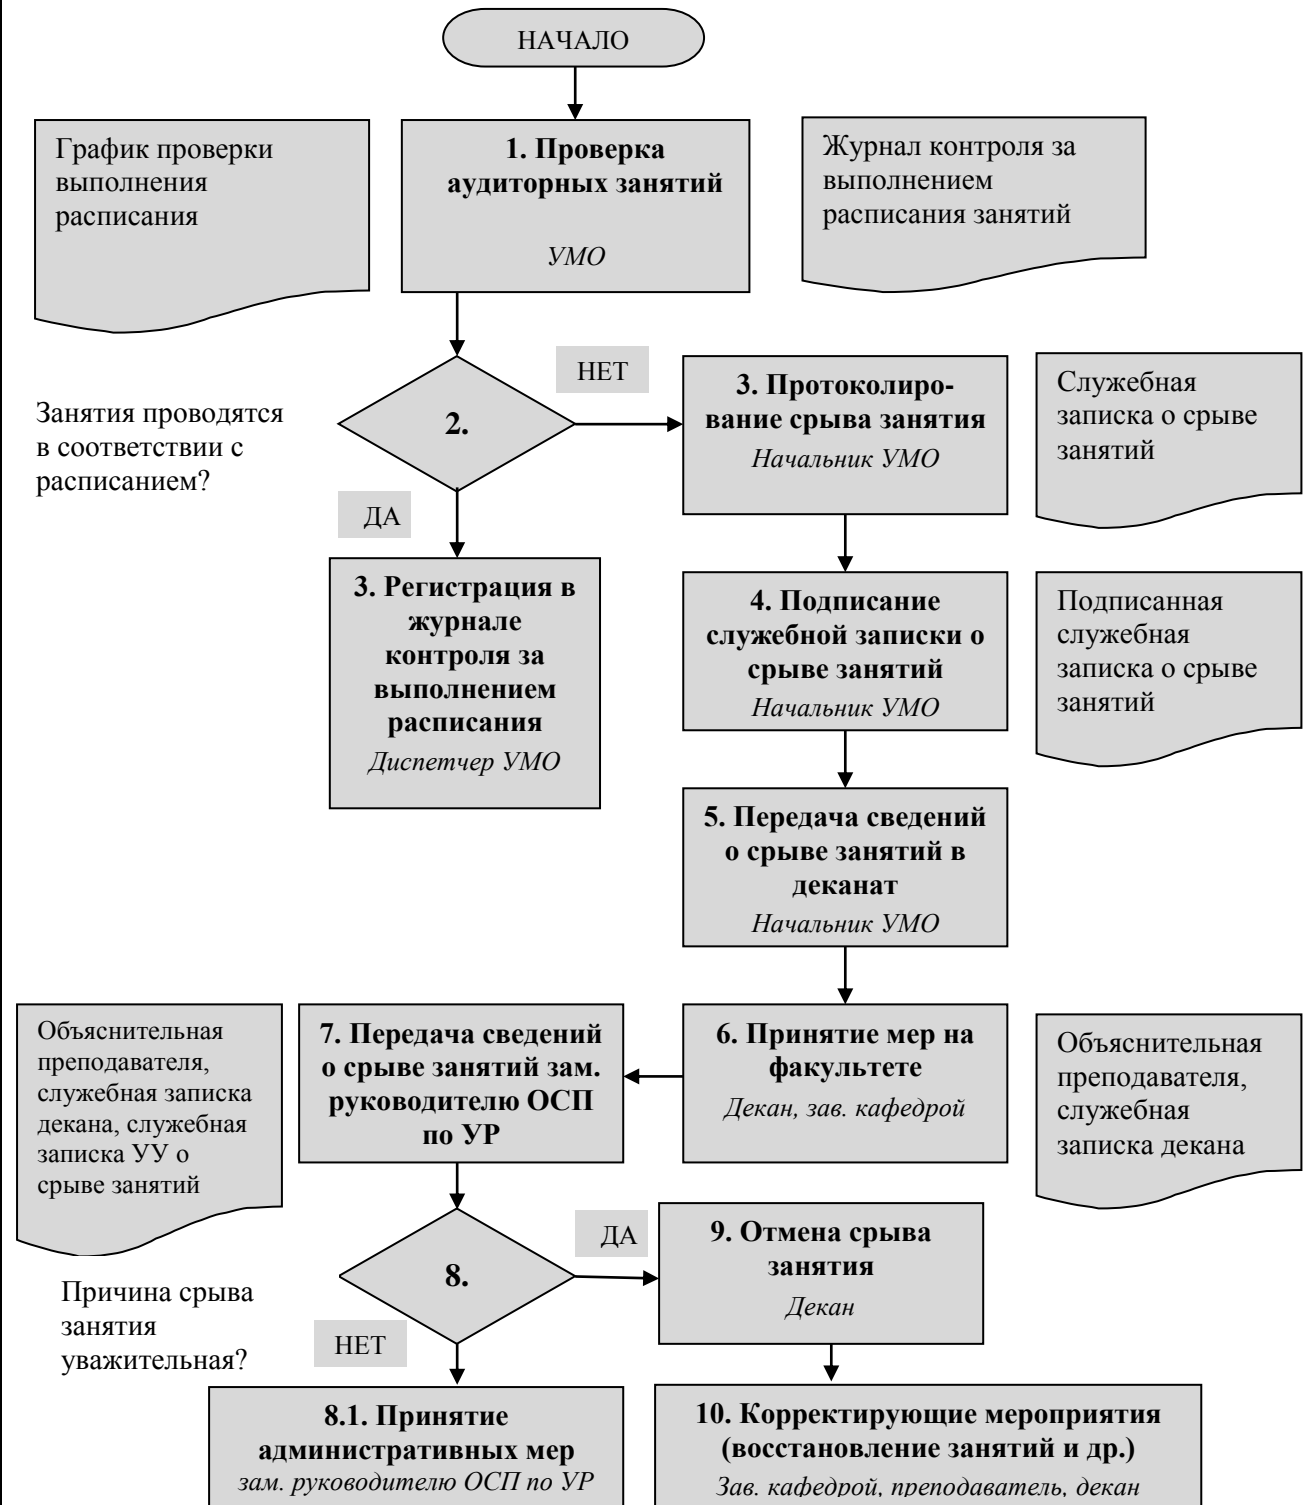 НАЧАЛО
График проверки
выполнения
расписания
1. Проверка
аудиторных занятий
УМО
Журнал контроля за
выполнением
расписания занятий
Занятия проводятся
в соответствии с
расписанием?
2.
НЕТ
3. Протоколиро-
вание срыва занятия
Начальник УМО
Служебная
записка о срыве
занятий
ДА
3. Регистрация в
журнале
контроля за
выполнением
расписания
Диспетчер УМО
4. Подписание
служебной записки о
срыве занятий
Начальник УМО
Подписанная
служебная
записка о срыве
занятий
5. Передача сведений
о срыве занятий в
деканат
Начальник УМО
Объяснительная
преподавателя,
служебная записка
декана, служебная
записка УУ о
срыве занятий
7. Передача сведений
о срыве занятий зам.
руководителю ОСП
по УР
6. Принятие мер на
факультете
Декан, зав. кафедрой
Объяснительная
преподавателя,
служебная
записка декана
Причина срыва
занятия
уважительная?
8.
ДА
9. Отмена срыва
занятия
Декан
НЕТ
8.1. Принятие
административных мер
зам. руководителю ОСП по УР
10. Корректирующие мероприятия
(восстановление занятий и др.)
Зав. кафедрой, преподаватель, декан